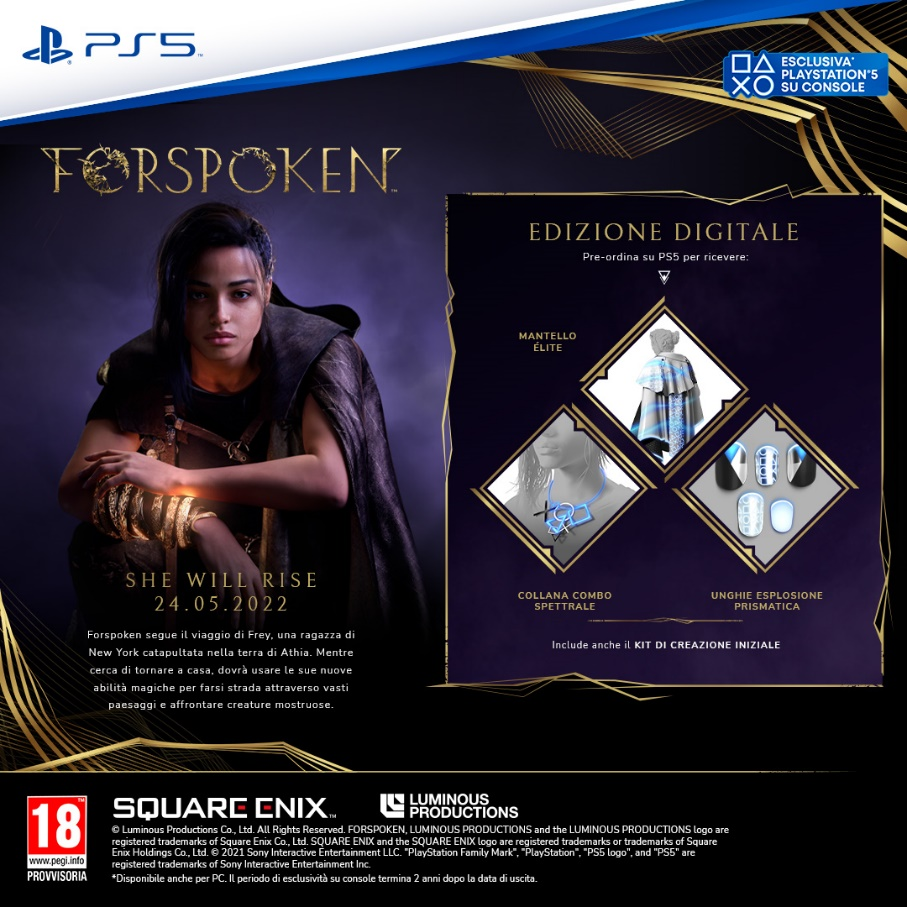 PS5
ESCLUSIVA*
PLAYSTATION®5
SU CONSOLE
FORSPOKEN™
EDIZIONE DIGITALE
Pre-ordina su PS5 per ricevere:
MANTELLO
ÉLITE
COLLANA COMBO
SPETTRALE
UNGHIE ESPLOSIONE
PRISMATICA
Include anche il KIT DI CREAZIONE INIZIALE
SHE WILL RISE
24.05.2022
Forspoken segue il viaggio di Frey, una ragazza di
New York catapultata nella terra di Athia. Mentre
cerca di tornare a casa, dovrà usare le sue nuove
abilità magiche per farsi strada attraverso vasti
paesaggi e affrontare creature mostruose.
18
www.pegi.info
PROVVISORIA
SQUARE ENIX™
LUMINOUS
PRODUCTIONS
© Luminous Productions Co., Ltd. All Rights Reserved. FORSPOKEN, LUMINOUS PRODUCTIONS and the LUMINOUS PRODUCTIONS logo are
registered trademarks of Square Enix Co., Ltd. SQUARE ENIX and the SQUARE ENIX logo are registered trademarks or trademarks of Square
Enix Holdings Co., Ltd. © 2021 Sony Interactive Entertainment LLC. "PlayStation Family Mark", "PlayStation", "PS5 logo", and "PS5" are
registered trademarks of Sony Interactive Entertainment Inc.
*Disponibile anche per PC. Il periodo di esclusività su console termina 2 anni dopo la data di uscita.